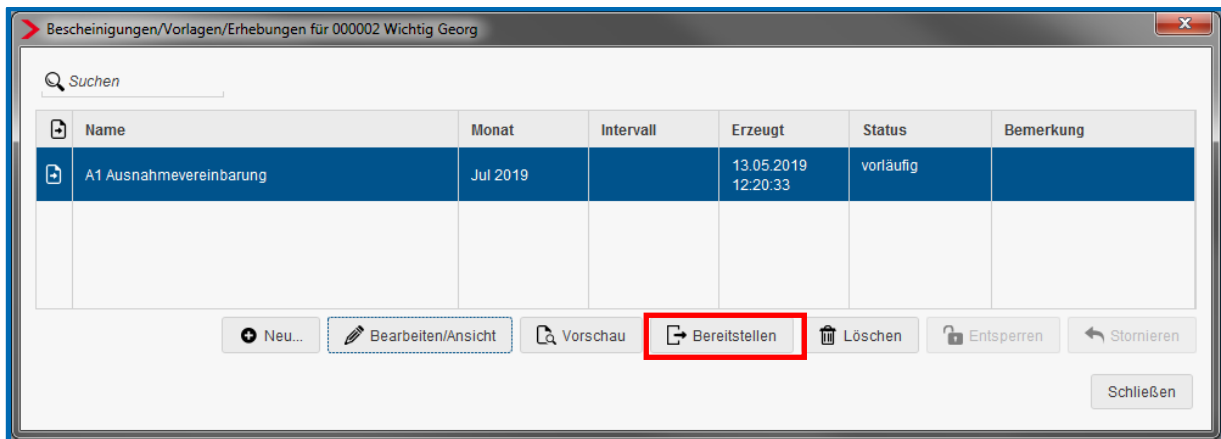 Bescheinigungen/Vorlagen/Erhebungen für 000002 Wichtig Georg
Suchen
Name Monat Intervall Erzeugt Status Bemerkung
A1 Ausnahmevereinbarung Jul 2019 13.05.2019 12:20:33 vorläufig
Neu... Bearbeiten/Ansicht Vorschau Bereitstellen Löschen Entsperren Stornieren
Schließen